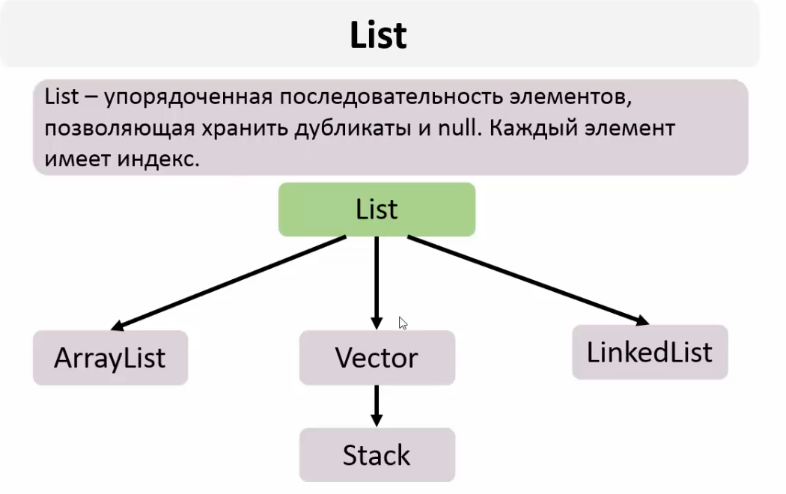 List
List – упорядоченная последовательность элементов,
позволяющая хранить дубликаты и null. Каждый элемент
имеет индекс.
List
ArrayList
Vector
LinkedList
Stack